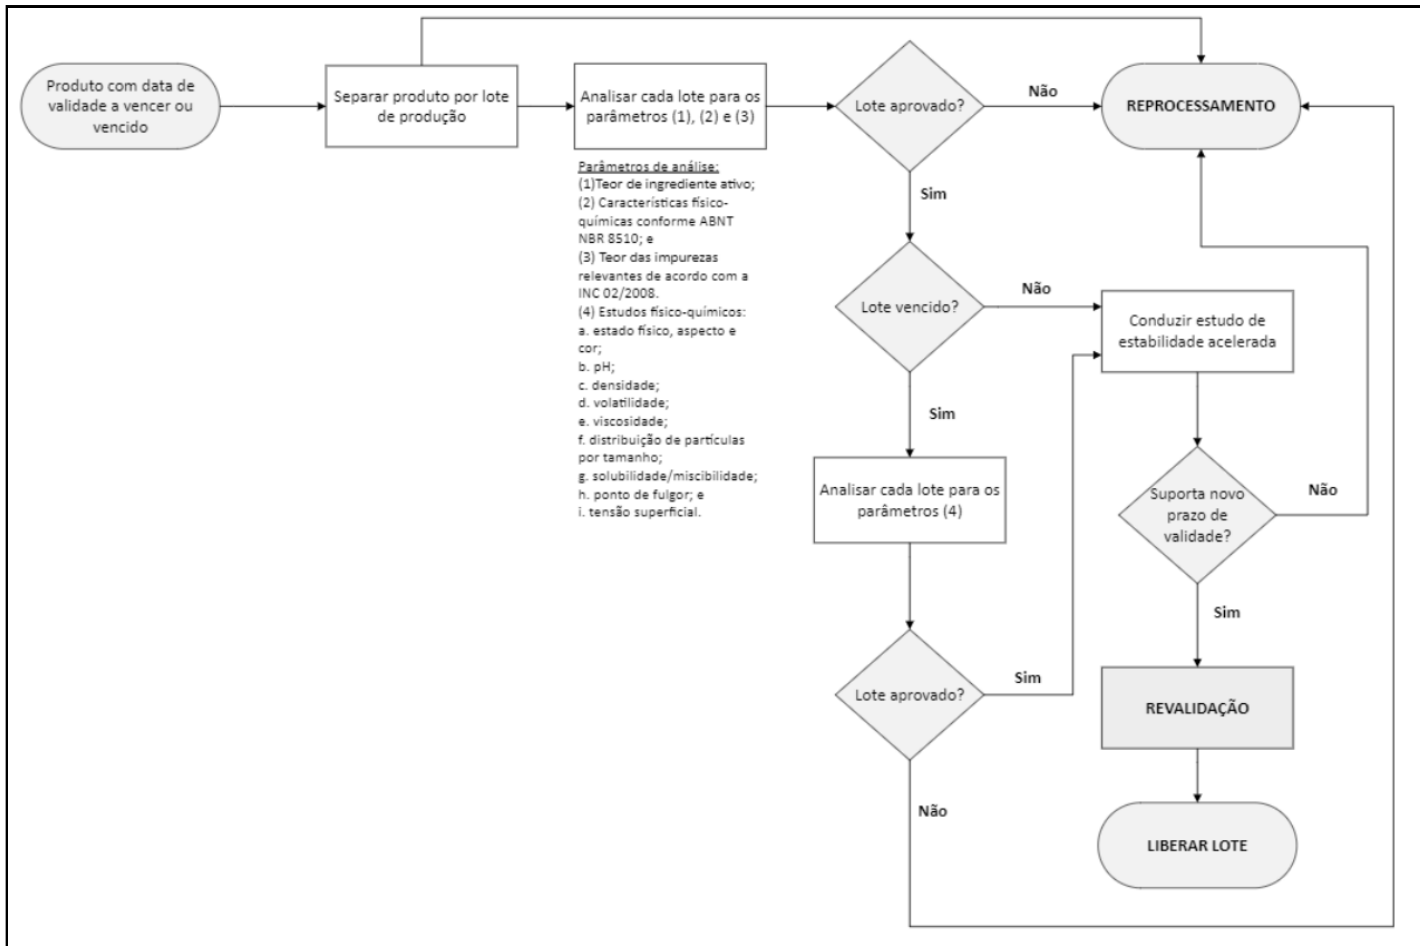 Produto com data de
validade a vencer ou
vencido
Separar produto por lote
de produção
Analisar cada lote para os
parâmetros (1), (2) e (3)
Lote aprovado?
Não
REPROCESSAMENTO
Parâmetros de análise:
(1)Teor de ingrediente ativo;
(2) Características físico-
químicas conforme ABNT
NBR 8510; e
(3) Teor das impurezas
relevantes de acordo com a
INC 02/2008.
(4) Estudos físico-químicos:
a. estado físico, aspecto e
cor;
b. pH;
c. densidade;
d. volatilidade;
e. viscosidade;
f. distribuição de partículas
por tamanho;
g. solubilidade/miscibilidade;
h. ponto de fulgor; e
i. tensão superficial.
Sim
Lote vencido?
Não
Conduzir estudo de
estabilidade acelerada
Sim
Analisar cada lote para os
parâmetros (4)
Suporta novo
prazo de
validade?
Não
Sim
Lote aprovado?
Sim
REVALIDAÇÃO
Não
LIBERAR LOTE